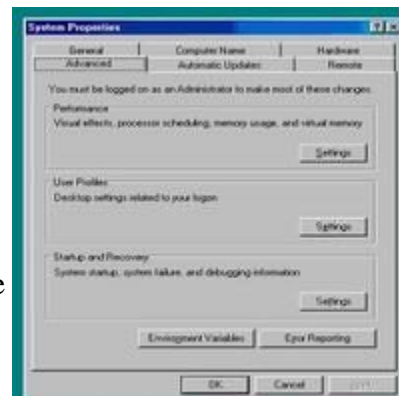 System Properties
General
Computer Name
Hardware
Advanced
Automatic Updates
Remote
You must be logged on as an Administrator to make most of these changes.
Performance
Visual effects, processor scheduling, memory usage, and virtual memory
Settings
User Profiles
Desktop settings related to your logon
Settings
Startup and Recovery
System startup, system failure, and debugging information
Settings
Environment Variables
Error Reporting
OK
Cancel
Apply
e